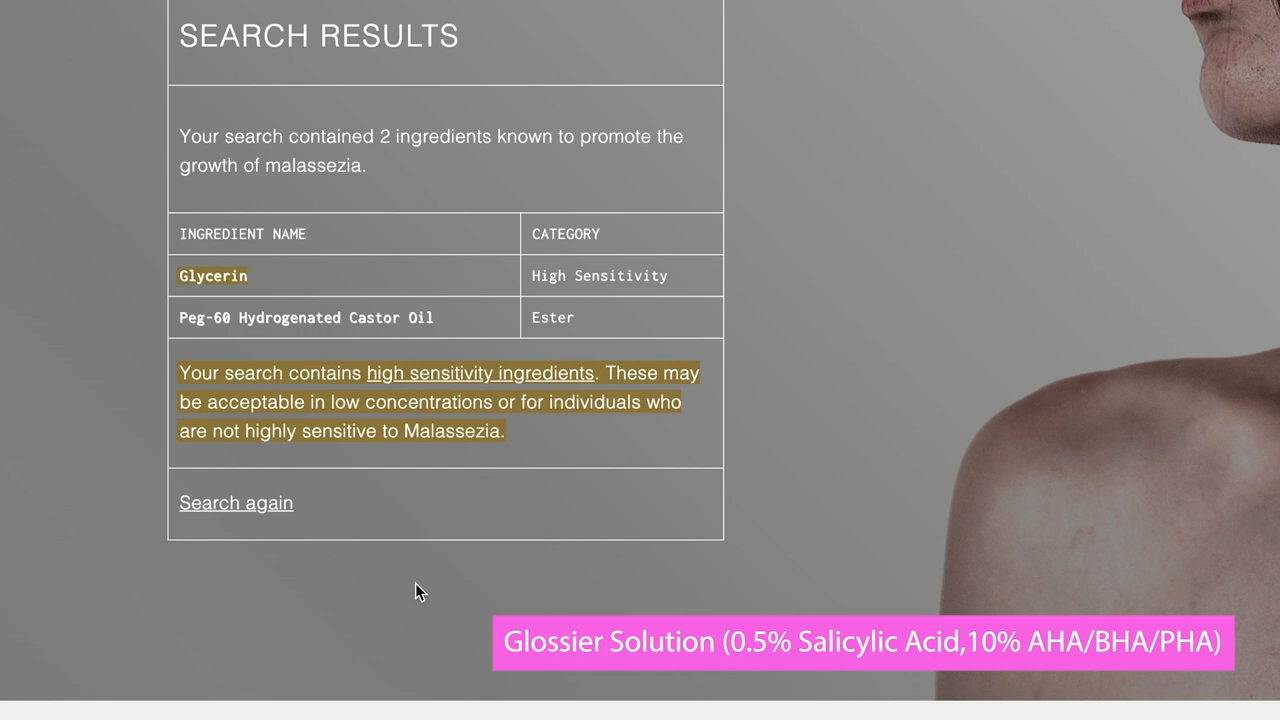 SEARCH RESULTS
Your search contained 2 ingredients known to promote the
growth of malassezia.
INGREDIENT NAME CATEGORY
Glycerin High Sensitivity
Peg-60 Hydrogenated Castor Oil Ester
Your search contains high sensitivity ingredients. These may
be acceptable in low concentrations or for individuals who
are not highly sensitive to Malassezia.
Search again
Glossier Solution (0.5% Salicylic Acid,10% AHA/BHA/PHA)